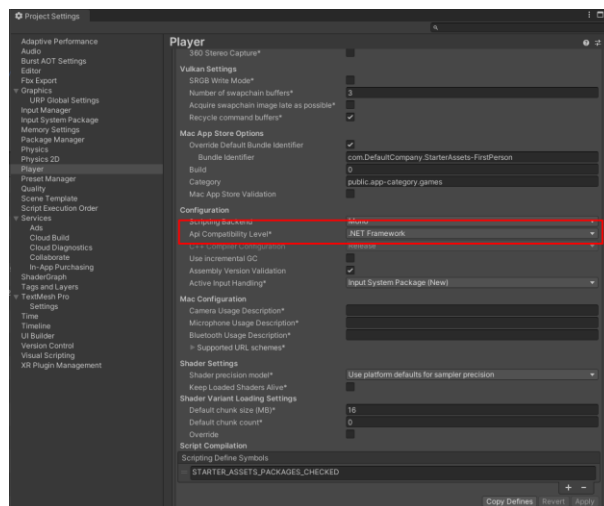 Project Settings
Adaptive Performance
Audio
Burst AOT Settings
Editor
Fbx Export
Graphics
URP Global Settings
Input Manager
Input System Package
Memory Settings
Package Manager
Physics
Physics 2D
Player
Preset Manager
Quality
Scene Template
Script Execution Order
Services
Ads
Cloud Build
Cloud Diagnostics
Collaborate
In-App Purchasing
ShaderGraph
Tags and Layers
TextMesh Pro
Settings
Time
Timeline
UI Builder
Version Control
Visual Scripting
XR Plugin Management
Player
360 Stereo Capture*
Vulkan Settings
SRGB Write Mode*
Number of swapchain buffers* 3
Acquire swapchain image late as possible*
Recycle command buffers*
Mac App Store Options
Override Default Bundle Identifier
Bundle Identifier com.DefaultCompany.StarterAssets-FirstPerson
Build 0
Category public.app-category.games
Mac App Store Validation
Configuration
Scripting Backend Mono
Api Compatibility Level* .NET Framework
C++ Compiler Configuration Release
Use incremental GC
Assembly Version Validation
Active Input Handling* Input System Package (New)
Mac Configuration
Camera Usage Description*
Microphone Usage Description*
Bluetooth Usage Description*
Supported URL schemes*
Shader Settings
Shader precision model* Use platform defaults for sampler precision
Keep Loaded Shaders Alive*
Shader Variant Loading Settings
Default chunk size (MB)* 16
Default chunk count* 0
Override
Script Compilation
Scripting Define Symbols
STARTER_ASSETS_PACKAGES_CHECKED
Copy Defines Revert Apply